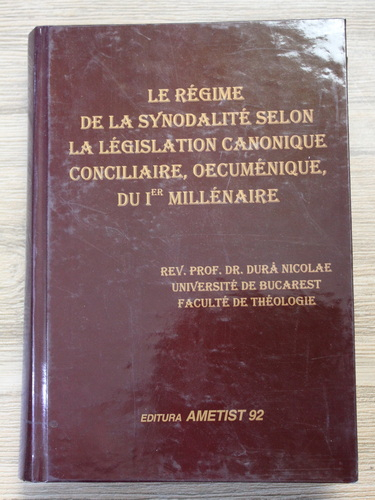 LE RÉGIME
DE LA SYNODALITÉ SELON
LA LÉGISLATION CANONIQUE
CONCILIAIRE, OECUMÉNIQUE,
DU IER MILLÉNAIRE
REV. PROF. DR. DURĂ NICOLAE
UNIVERSITÉ DE BUCAREST
FACULTÉ DE THÉOLOGIE
EDITURA AMETIST 92